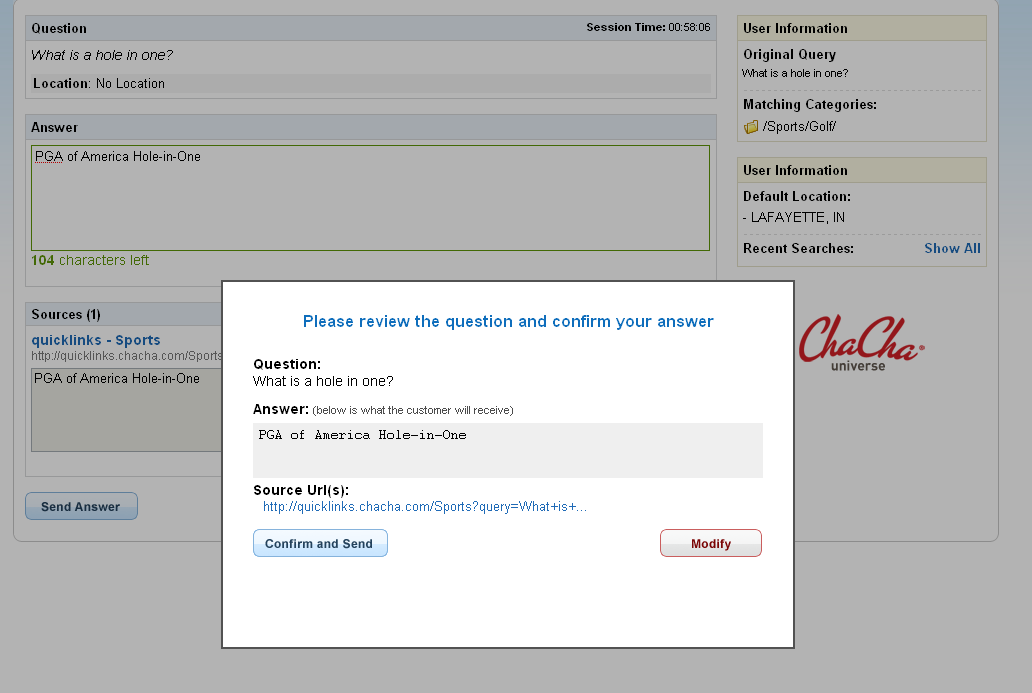 Question
Session Time: 00:58:06
What is a hole in one?
Location: No Location
Answer
PGA of America Hole-in-One
104 characters left
Sources (1)
quicklinks - Sports
http://quicklinks.chacha.com/Sports
PGA of America Hole-in-One
Send Answer
User Information
Original Query
What is a hole in one?
Matching Categories:
/Sports/Golf/
User Information
Default Location:
- LAFAYETTE, IN
Recent Searches: Show All
ChaCha
universe
Please review the question and confirm your answer
Question:
What is a hole in one?
Answer: (below is what the customer will receive)
PGA of America Hole-in-One
Source Url(s):
http://quicklinks.chacha.com/Sports?query=What+is+...
Confirm and Send
Modify